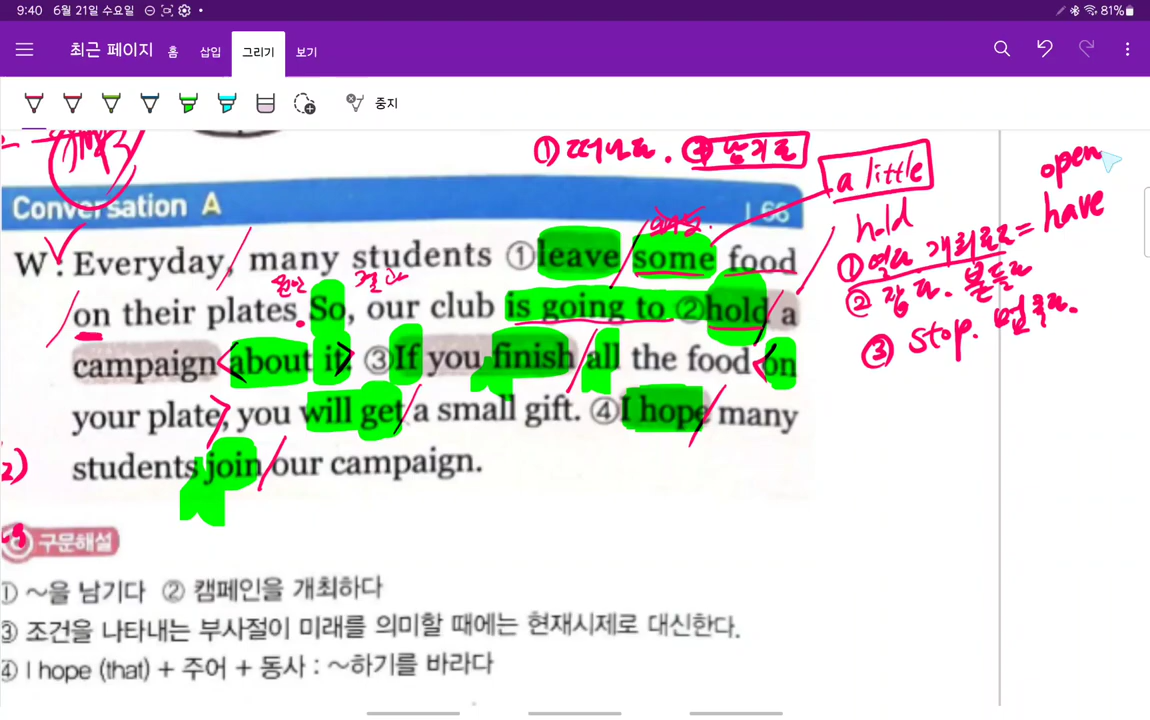 9:40 6월 21일 수요일 81%
최근 페이지 홈 삽입 그리기 보기
중지
① 떠나다. ② 남기다
a little
open
Conversation A L 66
hold
= have
W : Everyday, many students ①leave some food
① 열다 개최하다
원인 결과
② 잡다. 붙들다
on their plates. So, our club is going to ②hold a
③ stop. 멈추다.
campaign <about it> ③If you finish all the food <on
your plate, > you will get a small gift. ④I hope many
2)
students join our campaign.
구문해설
① ～을 남기다 ② 캠페인을 개최하다
③ 조건을 나타내는 부사절이 미래를 의미할 때에는 현재시제로 대신한다.
④ I hope (that) + 주어 + 동사 : ～하기를 바라다